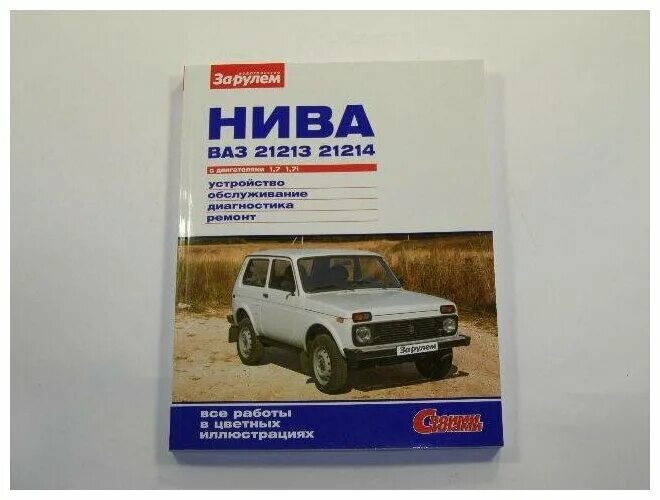 издательство
За рулем
НИВА
ВАЗ 21213 21214
с двигателями 1,7 1,7i
устройство
обслуживание
диагностика
ремонт
За рулем
все работы
в цветных
иллюстрациях
Своими
силами